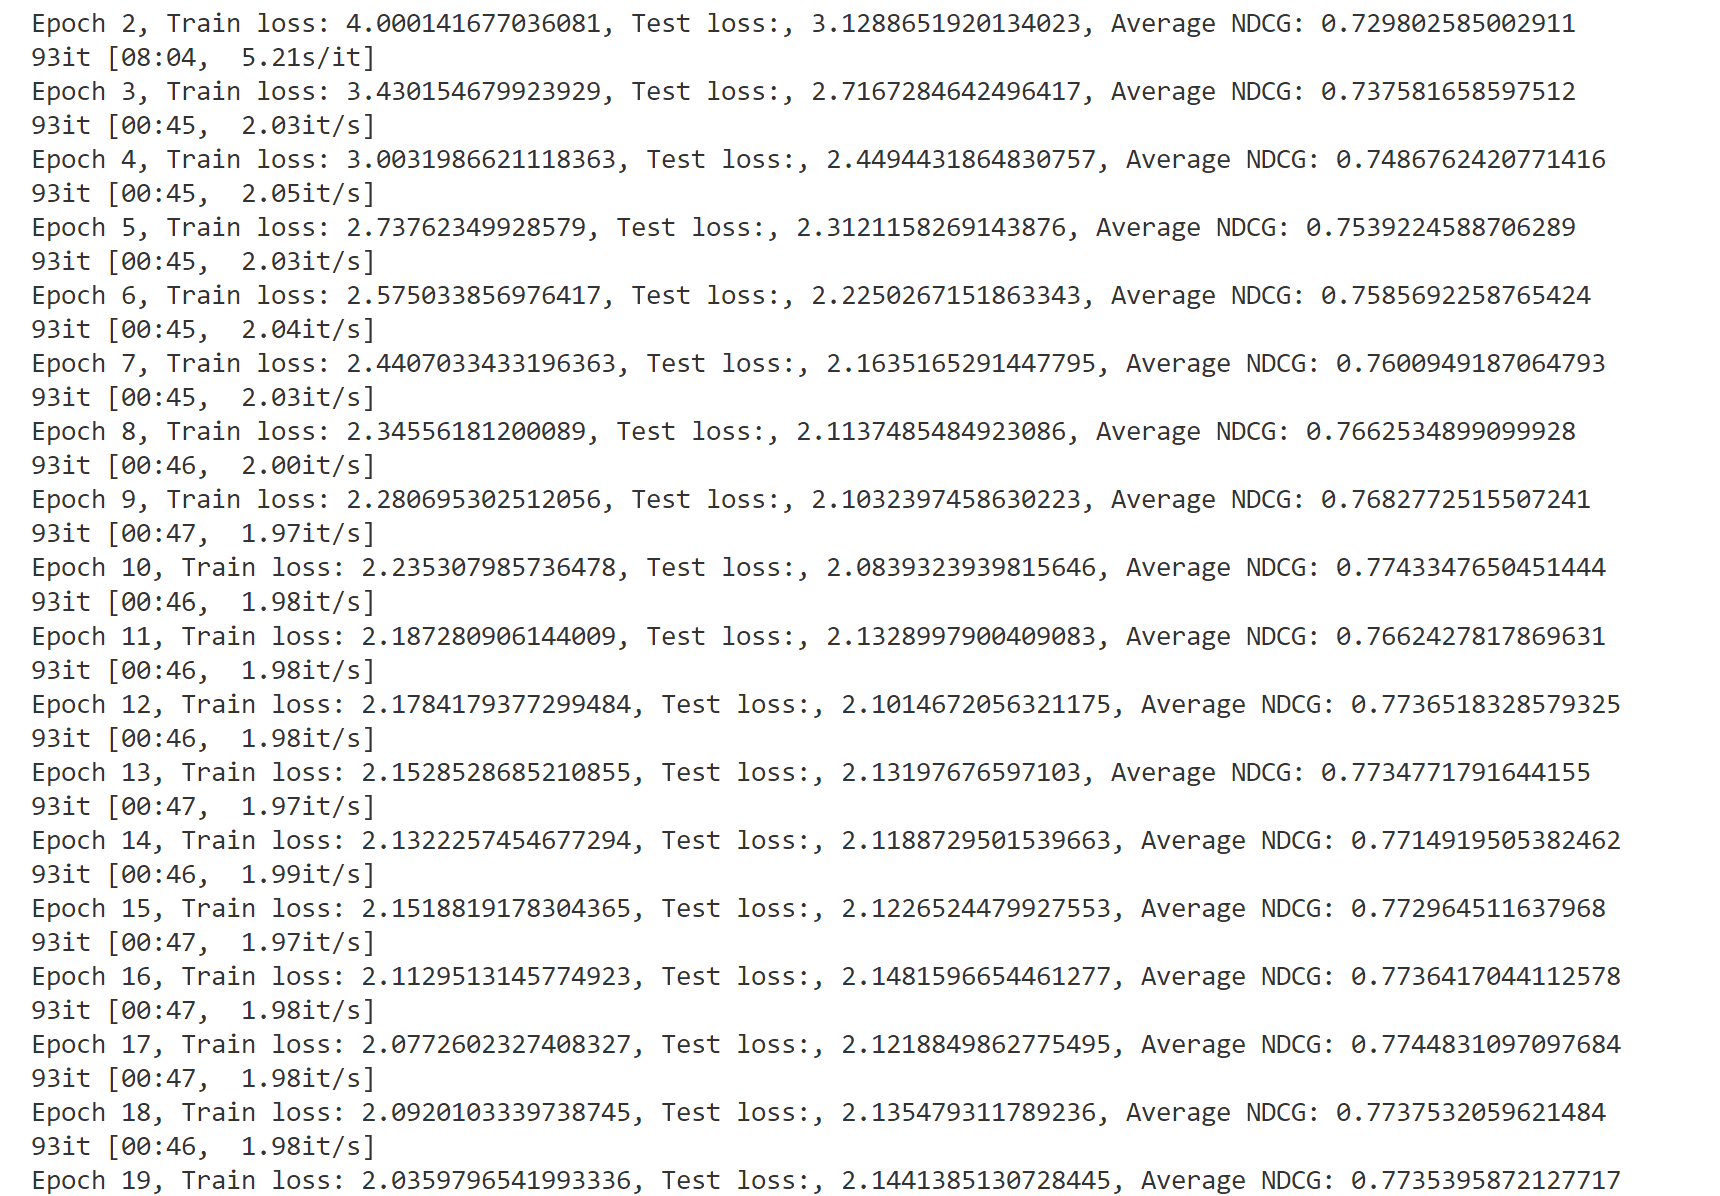 Epoch 2, Train loss: 4.000141677036081, Test loss:, 3.1288651920134023, Average NDCG: 0.729802585002911
93it [08:04,  5.21s/it]
Epoch 3, Train loss: 3.430154679923929, Test loss:, 2.7167284642496417, Average NDCG: 0.737581658597512
93it [00:45,  2.03it/s]
Epoch 4, Train loss: 3.0031986621118363, Test loss:, 2.4494431864830757, Average NDCG: 0.7486762420771416
93it [00:45,  2.05it/s]
Epoch 5, Train loss: 2.73762349928579, Test loss:, 2.3121158269143876, Average NDCG: 0.7539224588706289
93it [00:45,  2.03it/s]
Epoch 6, Train loss: 2.575033856976417, Test loss:, 2.2250267151863343, Average NDCG: 0.7585692258765424
93it [00:45,  2.04it/s]
Epoch 7, Train loss: 2.4407033433196363, Test loss:, 2.1635165291447795, Average NDCG: 0.7600949187064793
93it [00:45,  2.03it/s]
Epoch 8, Train loss: 2.34556181200089, Test loss:, 2.1137485484923086, Average NDCG: 0.7662534899099928
93it [00:46,  2.00it/s]
Epoch 9, Train loss: 2.280695302512056, Test loss:, 2.1032397458630223, Average NDCG: 0.7682772515507241
93it [00:47,  1.97it/s]
Epoch 10, Train loss: 2.235307985736478, Test loss:, 2.0839323939815646, Average NDCG: 0.7743347650451444
93it [00:46,  1.98it/s]
Epoch 11, Train loss: 2.187280906144009, Test loss:, 2.1328997900409083, Average NDCG: 0.7662427817869631
93it [00:46,  1.98it/s]
Epoch 12, Train loss: 2.1784179377299484, Test loss:, 2.1014672056321175, Average NDCG: 0.7736518328579325
93it [00:46,  1.98it/s]
Epoch 13, Train loss: 2.1528528685210855, Test loss:, 2.13197676597103, Average NDCG: 0.7734771791644155
93it [00:47,  1.97it/s]
Epoch 14, Train loss: 2.1322257454677294, Test loss:, 2.1188729501539663, Average NDCG: 0.7714919505382462
93it [00:46,  1.99it/s]
Epoch 15, Train loss: 2.1518819178304365, Test loss:, 2.1226524479927553, Average NDCG: 0.772964511637968
93it [00:47,  1.97it/s]
Epoch 16, Train loss: 2.1129513145774923, Test loss:, 2.1481596654461277, Average NDCG: 0.7736417044112578
93it [00:47,  1.98it/s]
Epoch 17, Train loss: 2.0772602327408327, Test loss:, 2.1218849862775495, Average NDCG: 0.7744831097097684
93it [00:47,  1.98it/s]
Epoch 18, Train loss: 2.0920103339738745, Test loss:, 2.135479311789236, Average NDCG: 0.7737532059621484
93it [00:46,  1.98it/s]
Epoch 19, Train loss: 2.0359796541993336, Test loss:, 2.1441385130728445, Average NDCG: 0.7735395872127717